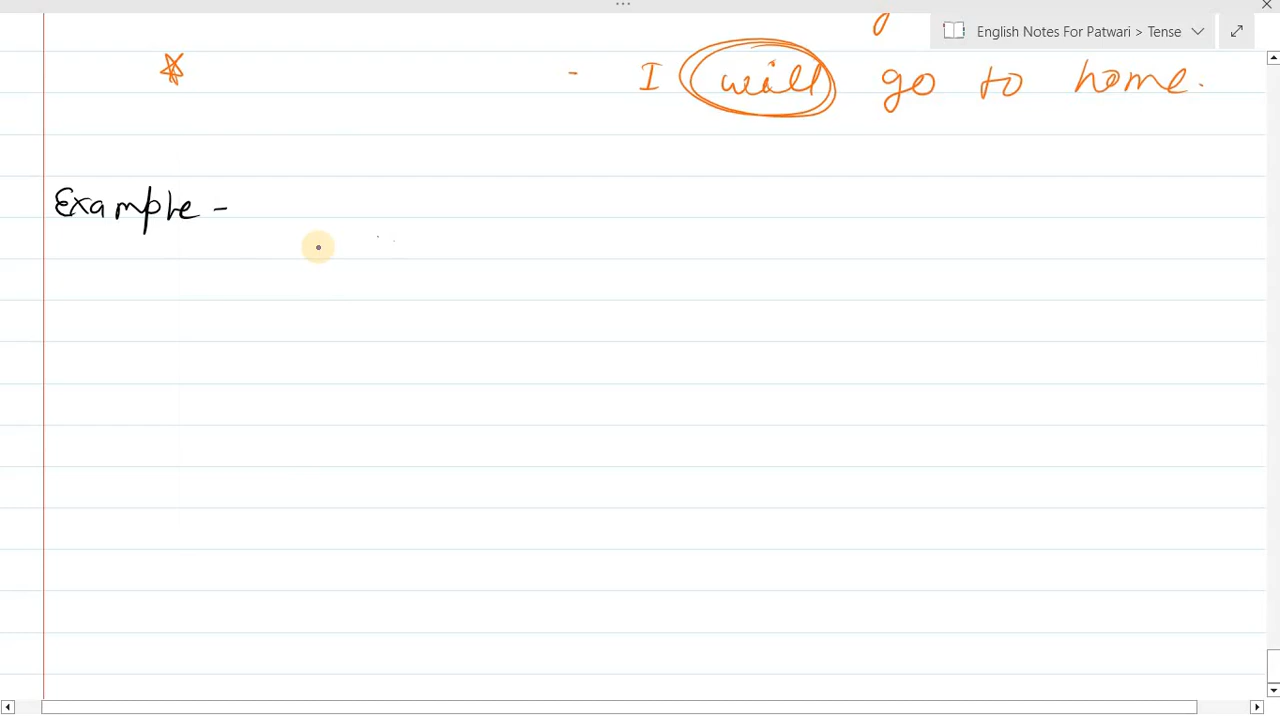 English Notes For Patwari > Tense
- I will go to home.
Example -